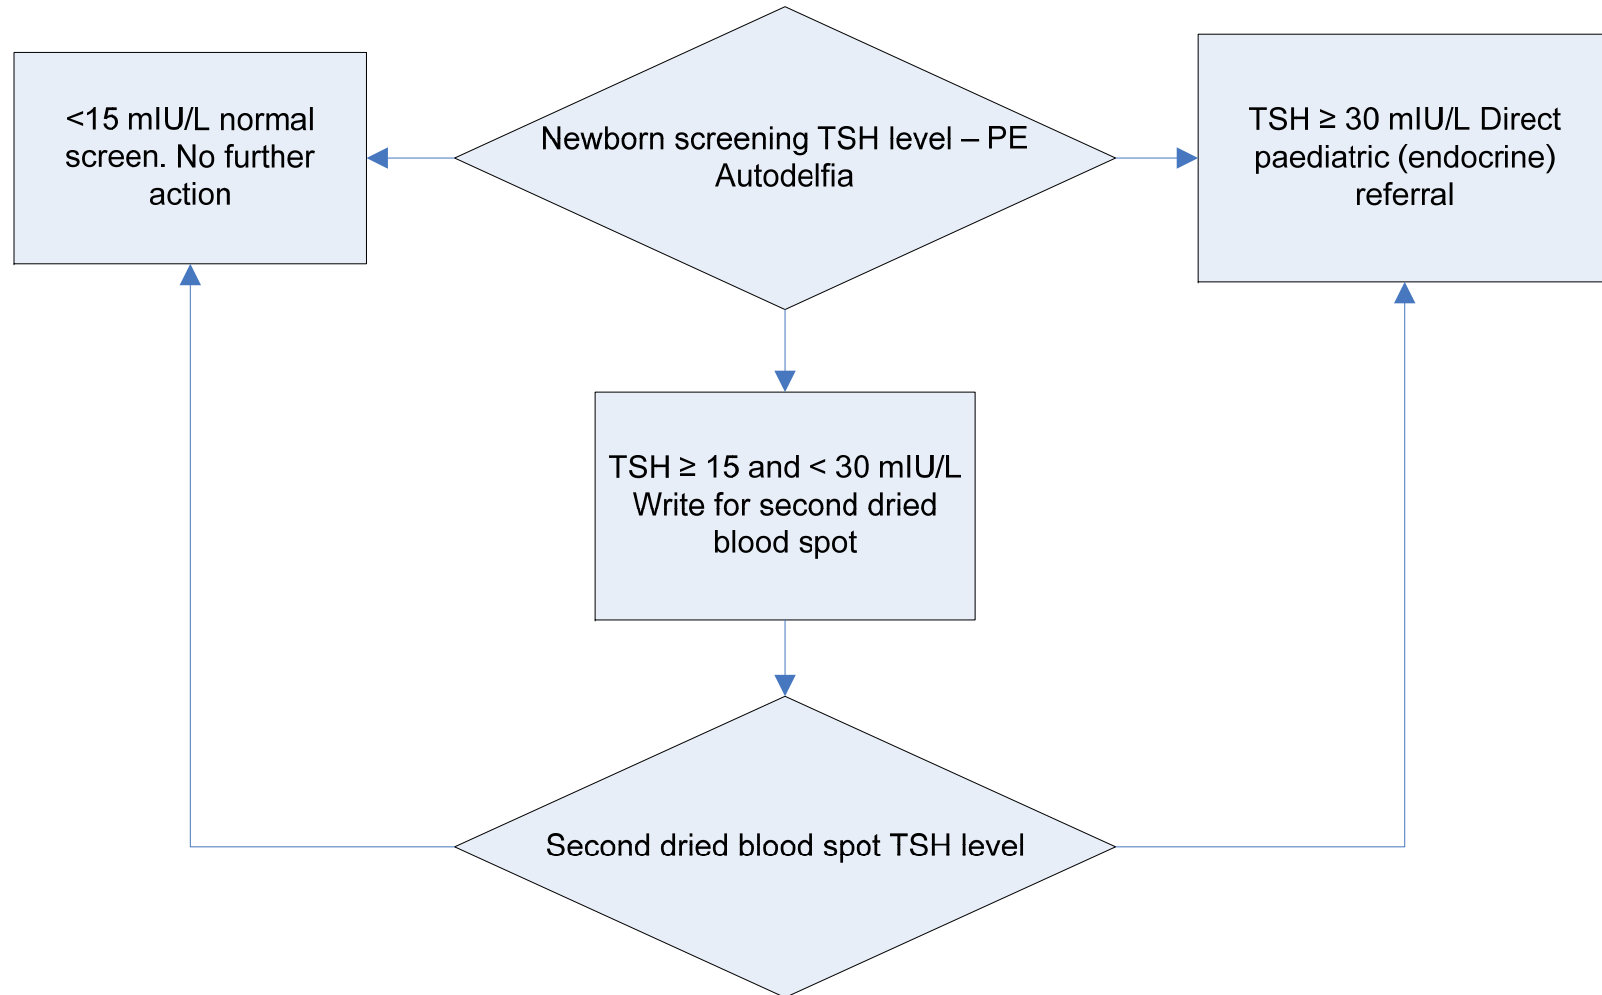 <15 mIU/L normal
screen. No further
action
Newborn screening TSH level – PE
Autodelfia
TSH ≥ 30 mIU/L Direct
paediatric (endocrine)
referral
TSH ≥ 15 and < 30 mIU/L
Write for second dried
blood spot
Second dried blood spot TSH level